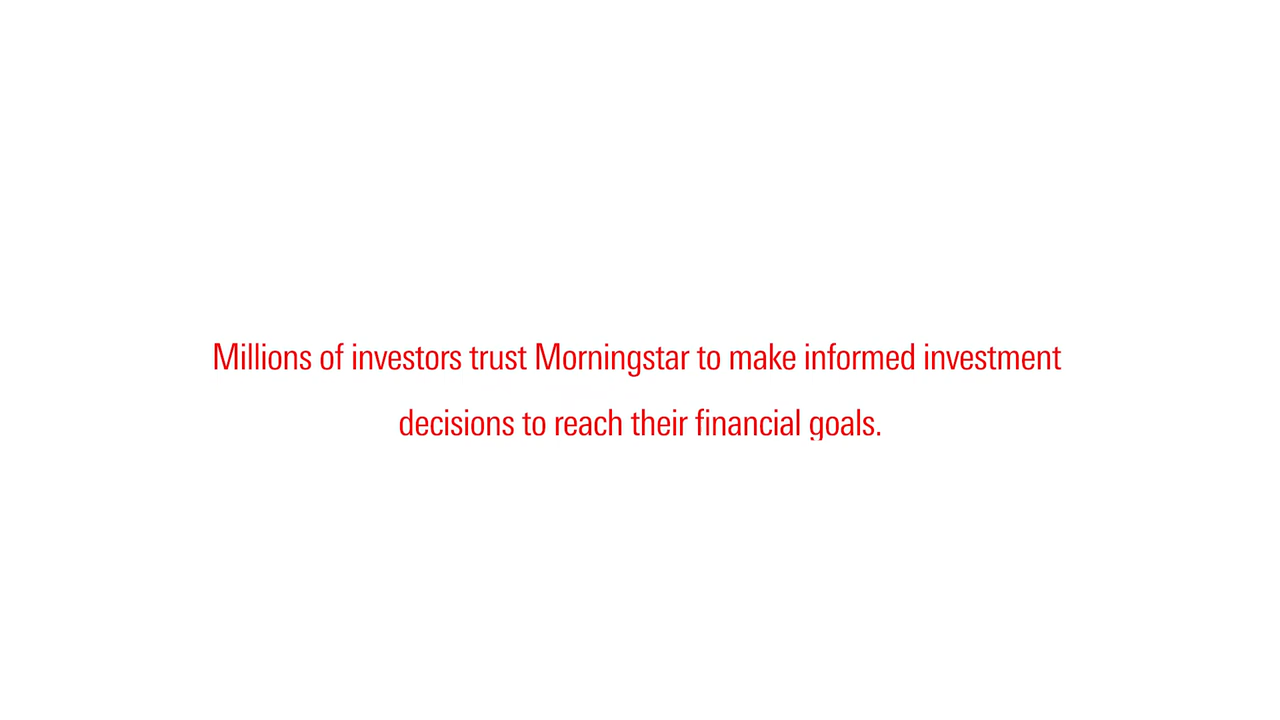 Millions of investors trust Morningstar to make informed investment
decisions to reach their financial goals.